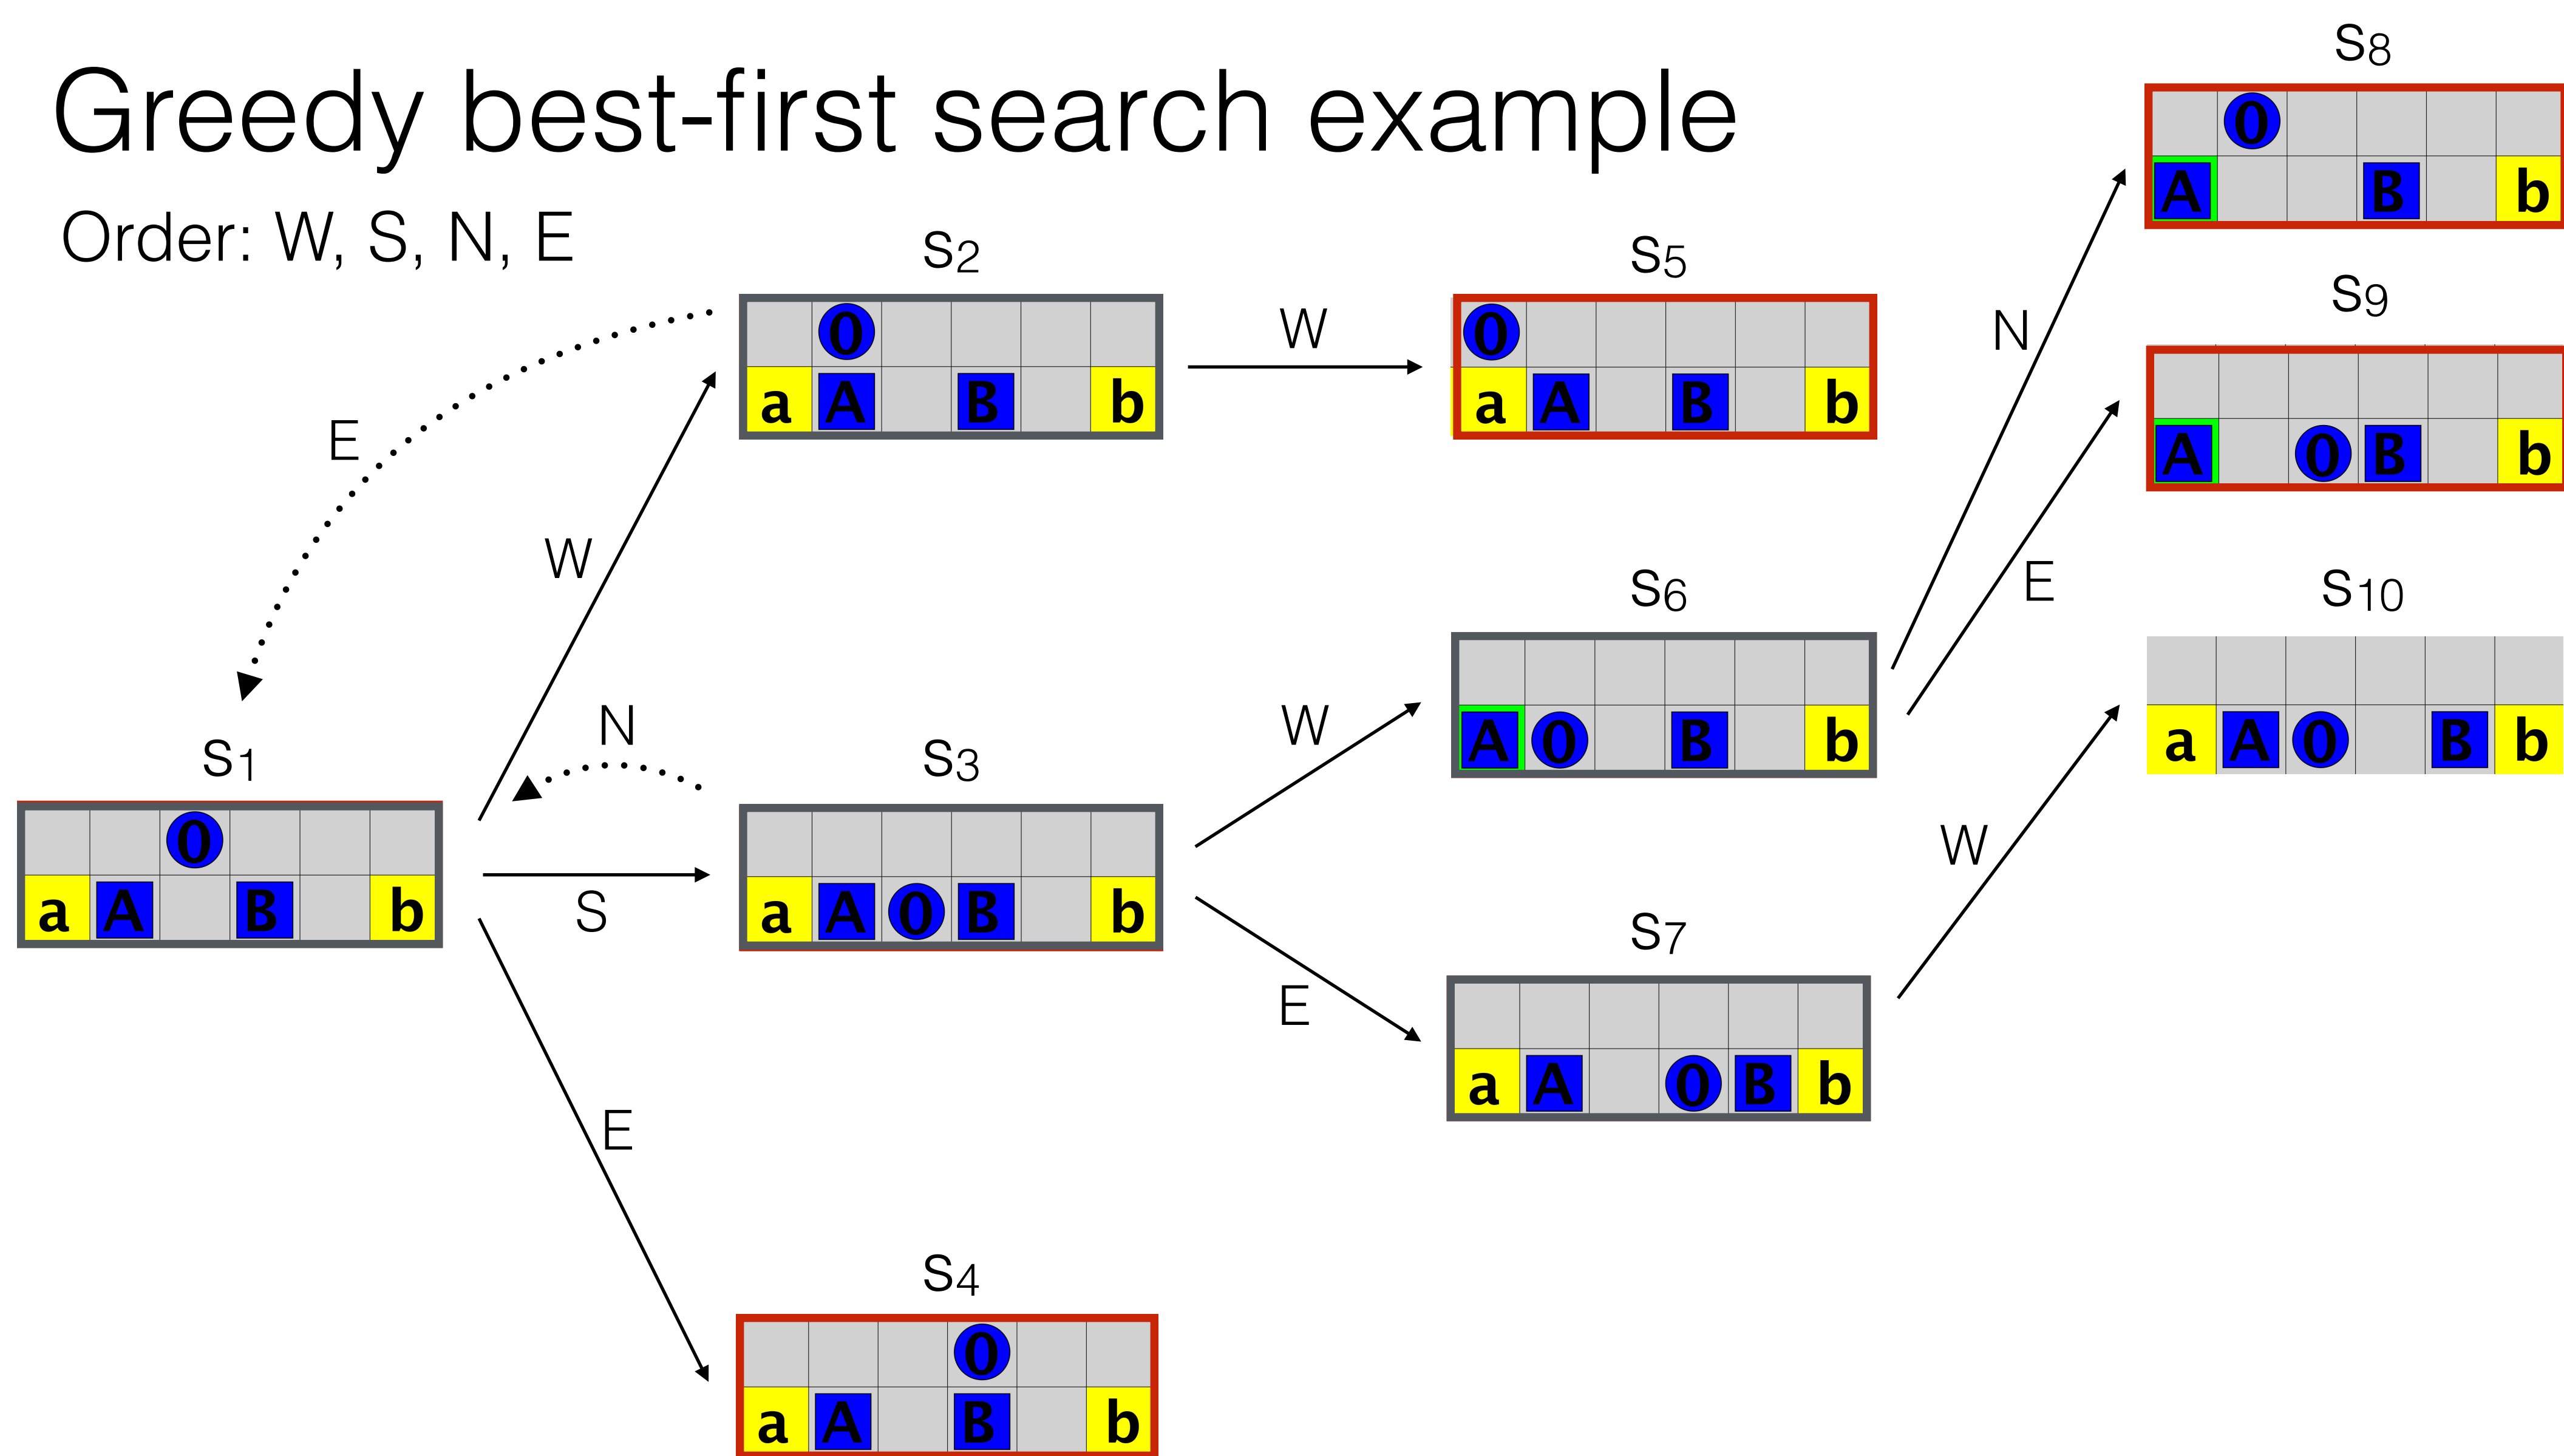 Greedy best-first search example
Order: W, S, N, E
s8
0
A B b
s2
0
a A B b
W
s5
0
a A B b
N
s9
A 0 B b
E
E
W
s6
A 0 B b
s10
a A 0 B b
s1
0
a A B b
N
S
s3
a A 0 B b
W
E
s7
a A 0 B b
W
E
s4
0
a A B b